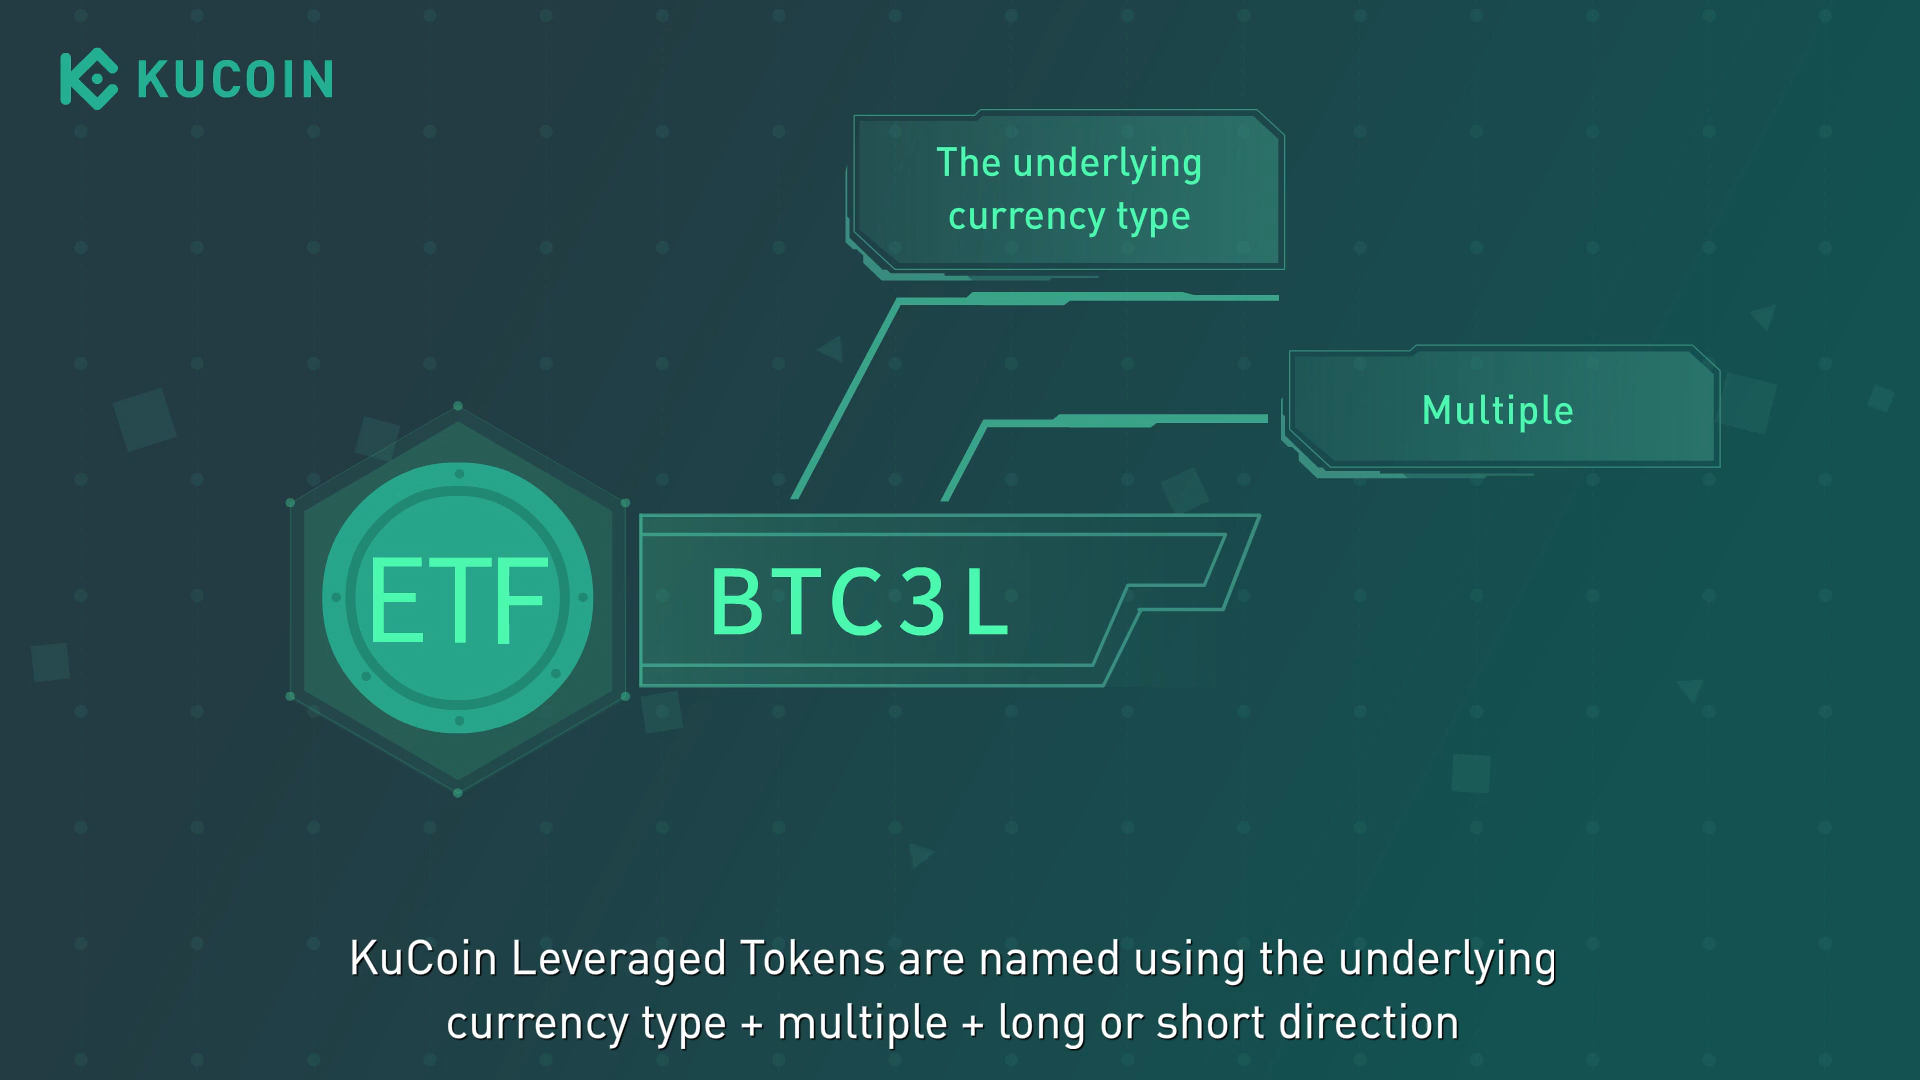 KUCOIN
The underlying
currency type
Multiple
ETF
BTC3L
KuCoin Leveraged Tokens are named using the underlying
currency type + multiple + long or short direction